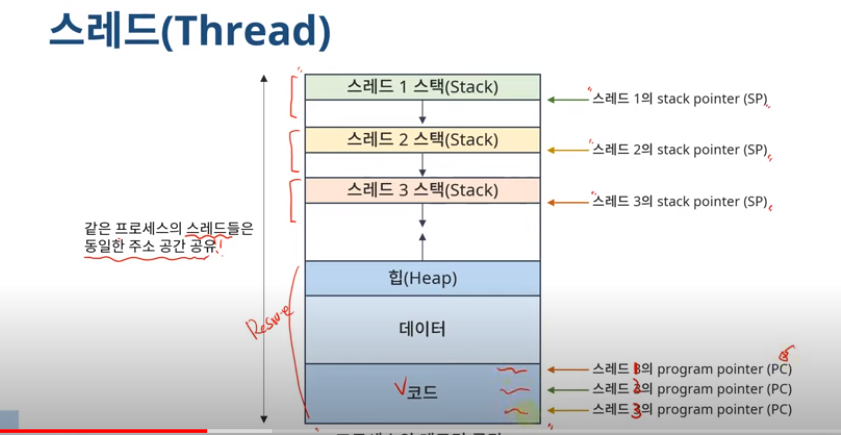 스레드(Thread)
스레드 1 스택(Stack)
스레드 1의 stack pointer (SP)
스레드 2 스택(Stack)
스레드 2의 stack pointer (SP)
스레드 3 스택(Stack)
스레드 3의 stack pointer (SP)
같은 프로세스의 스레드들은
동일한 주소 공간 공유!
힙(Heap)
데이터
코드
스레드 1의 program pointer (PC)
스레드 2의 program pointer (PC)
스레드 3의 program pointer (PC)